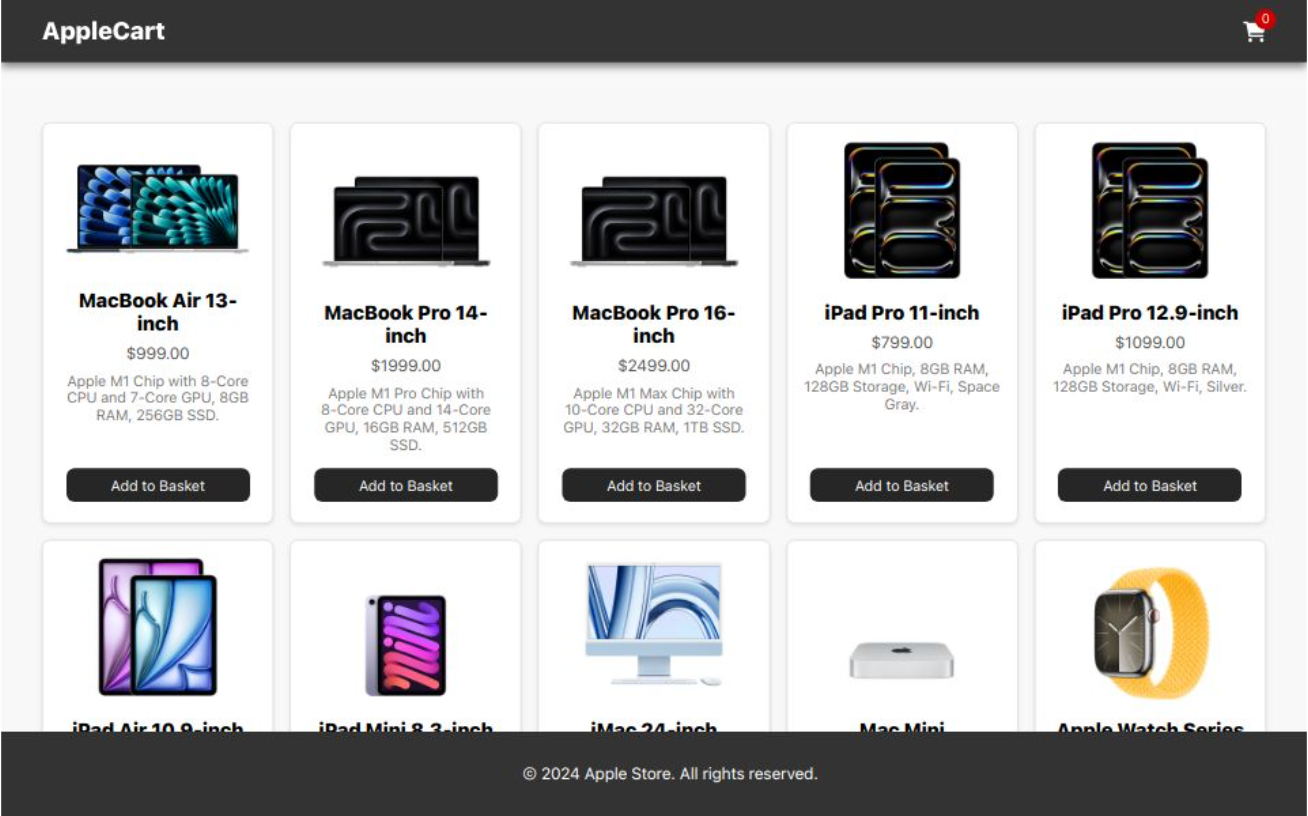 AppleCart
0
MacBook Air 13-
inch
$999.00
Apple M1 Chip with 8-Core
CPU and 7-Core GPU, 8GB
RAM, 256GB SSD.
Add to Basket
MacBook Pro 14-
inch
$1999.00
Apple M1 Pro Chip with
8-Core CPU and 14-Core
GPU, 16GB RAM, 512GB
SSD.
Add to Basket
MacBook Pro 16-
inch
$2499.00
Apple M1 Max Chip with
10-Core CPU and 32-Core
GPU, 32GB RAM, 1TB SSD.
Add to Basket
iPad Pro 11-inch
$799.00
Apple M1 Chip, 8GB RAM,
128GB Storage, Wi-Fi, Space
Gray.
Add to Basket
iPad Pro 12.9-inch
$1099.00
Apple M1 Chip, 8GB RAM,
128GB Storage, Wi-Fi, Silver.
Add to Basket
iPad Air 10.9-inch
iPad Mini 8.3-inch
iMac 24-inch
Mac Mini
Apple Watch Series
© 2024 Apple Store. All rights reserved.